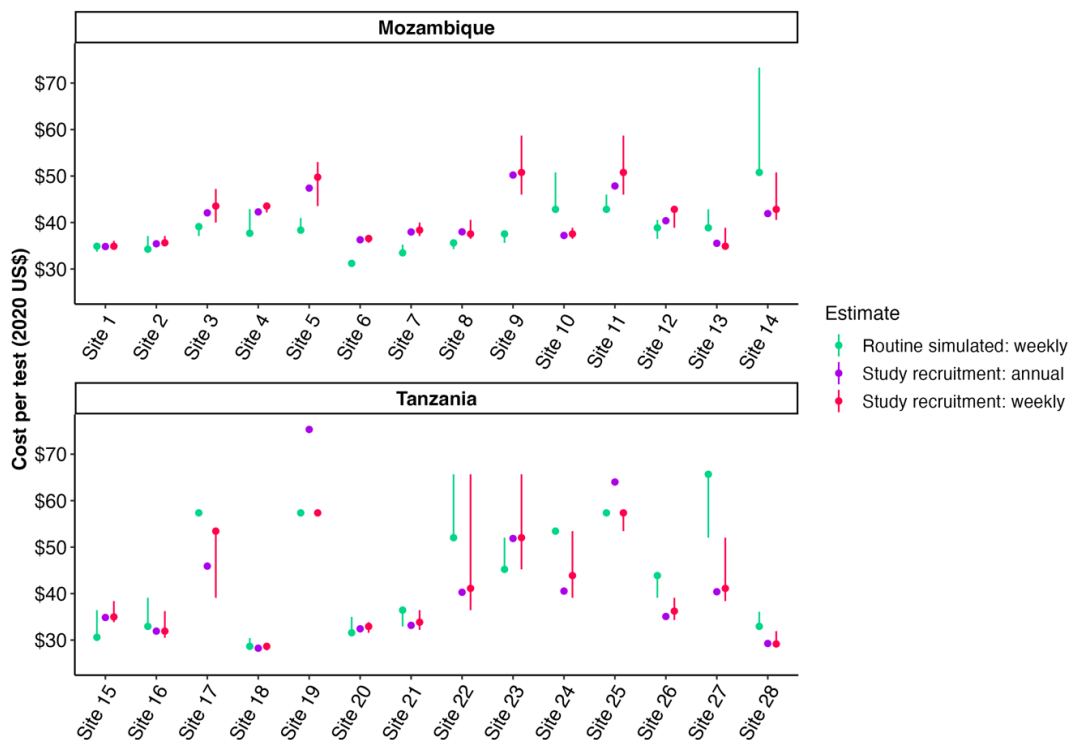 Mozambique
$70
$60
$50
$40
$30
Site 1
Site 2
Site 3
Site 4
Site 5
Site 6
Site 7
Site 8
Site 9
Site 10
Site 11
Site 12
Site 13
Site 14
Cost per test (2020 US$)
Estimate
Routine simulated: weekly
Study recruitment: annual
Study recruitment: weekly
Tanzania
$70
$60
$50
$40
$30
Site 15
Site 16
Site 17
Site 18
Site 19
Site 20
Site 21
Site 22
Site 23
Site 24
Site 25
Site 26
Site 27
Site 28